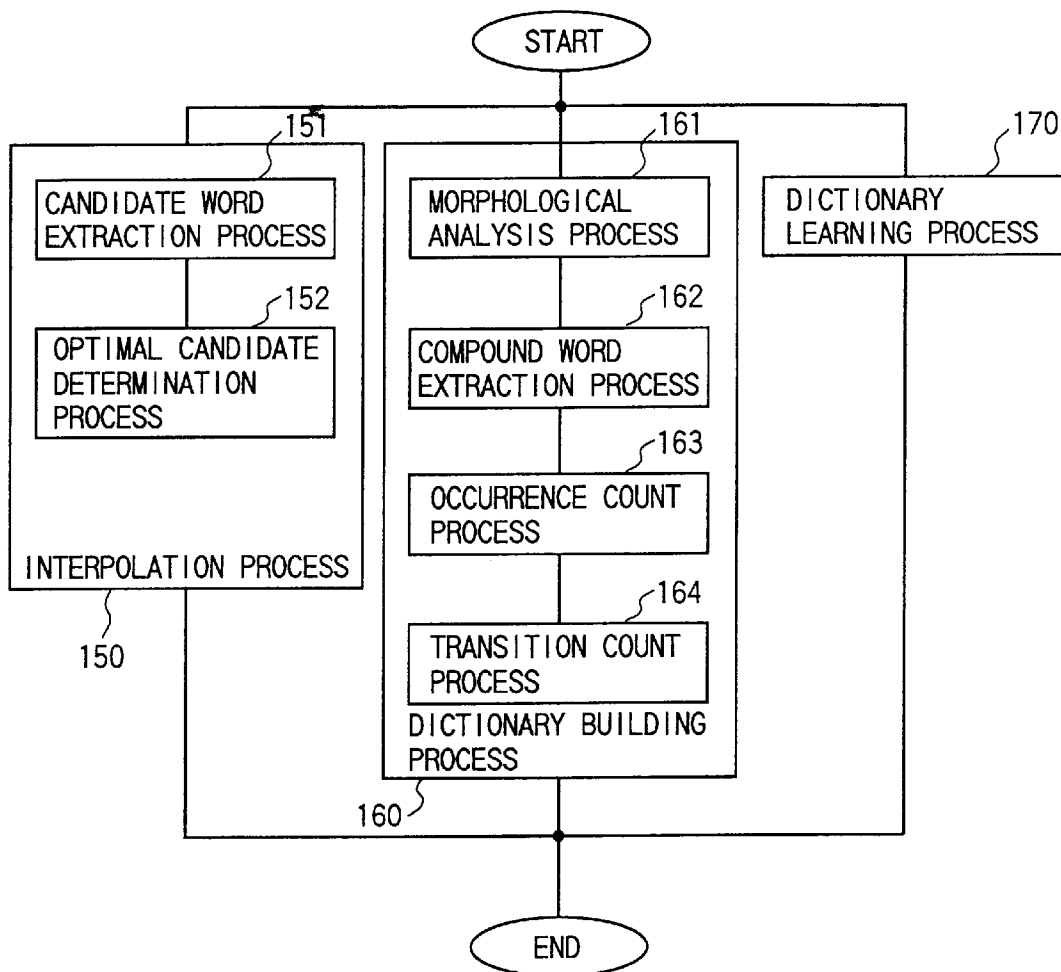 START
151
CANDIDATE WORD
EXTRACTION PROCESS
152
OPTIMAL CANDIDATE
DETERMINATION
PROCESS
INTERPOLATION PROCESS
150
161
MORPHOLOGICAL
ANALYSIS PROCESS
162
COMPOUND WORD
EXTRACTION PROCESS
163
OCCURRENCE COUNT
PROCESS
164
TRANSITION COUNT
PROCESS
DICTIONARY BUILDING
PROCESS
160
170
DICTIONARY
LEARNING PROCESS
END